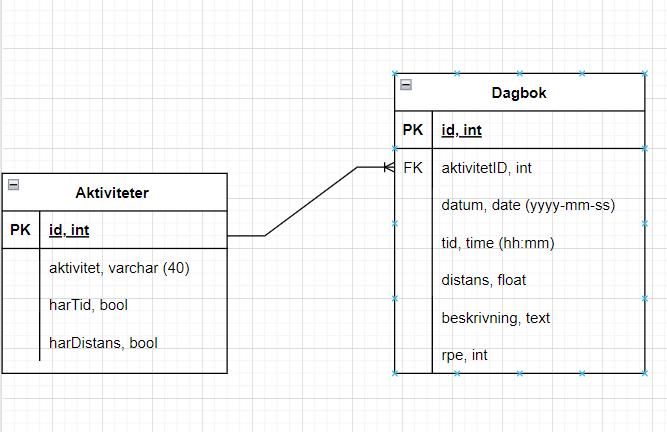 Dagbok
PK id, int
FK aktivitetID, int
datum, date (yyyy-mm-ss)
tid, time (hh:mm)
distans, float
beskrivning, text
rpe, int
Aktiviteter
PK id, int
aktivitet, varchar (40)
harTid, bool
harDistans, bool